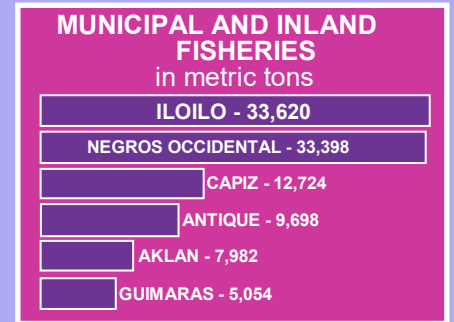 MUNICIPAL AND INLAND
FISHERIES
in metric tons
ILOILO - 33,620
NEGROS OCCIDENTAL - 33,398
CAPIZ - 12,724
ANTIQUE - 9,698
AKLAN - 7,982
GUIMARAS - 5,054